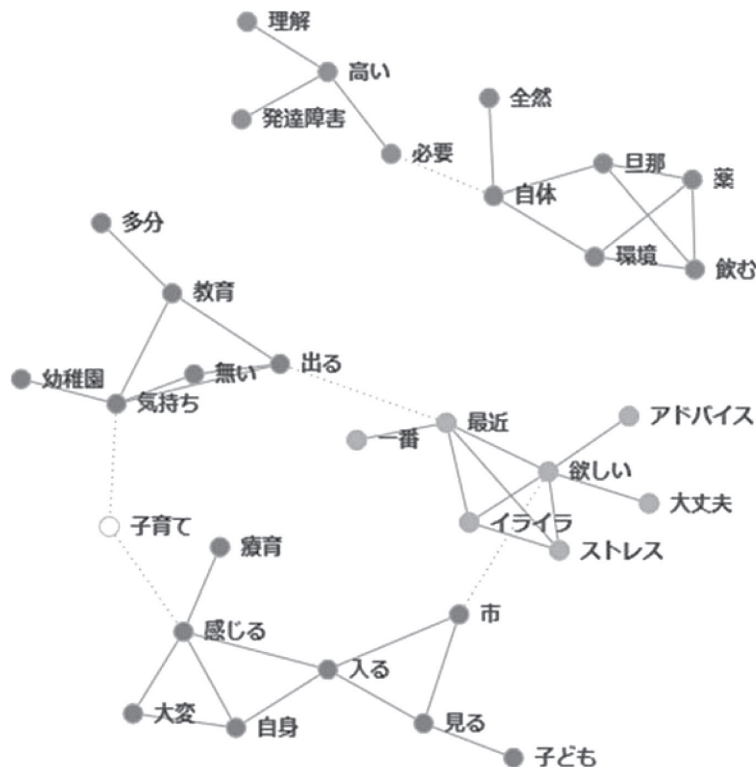 理解
高い
発達障害
必要
全然
自体
旦那
薬
環境
飲む
多分
教育
出る
無い
幼稚園
気持ち
最近
一番
アドバイス
欲しい
大丈夫
イライラ
ストレス
子育て
療育
感じる
市
入る
大変
自身
見る
子ども